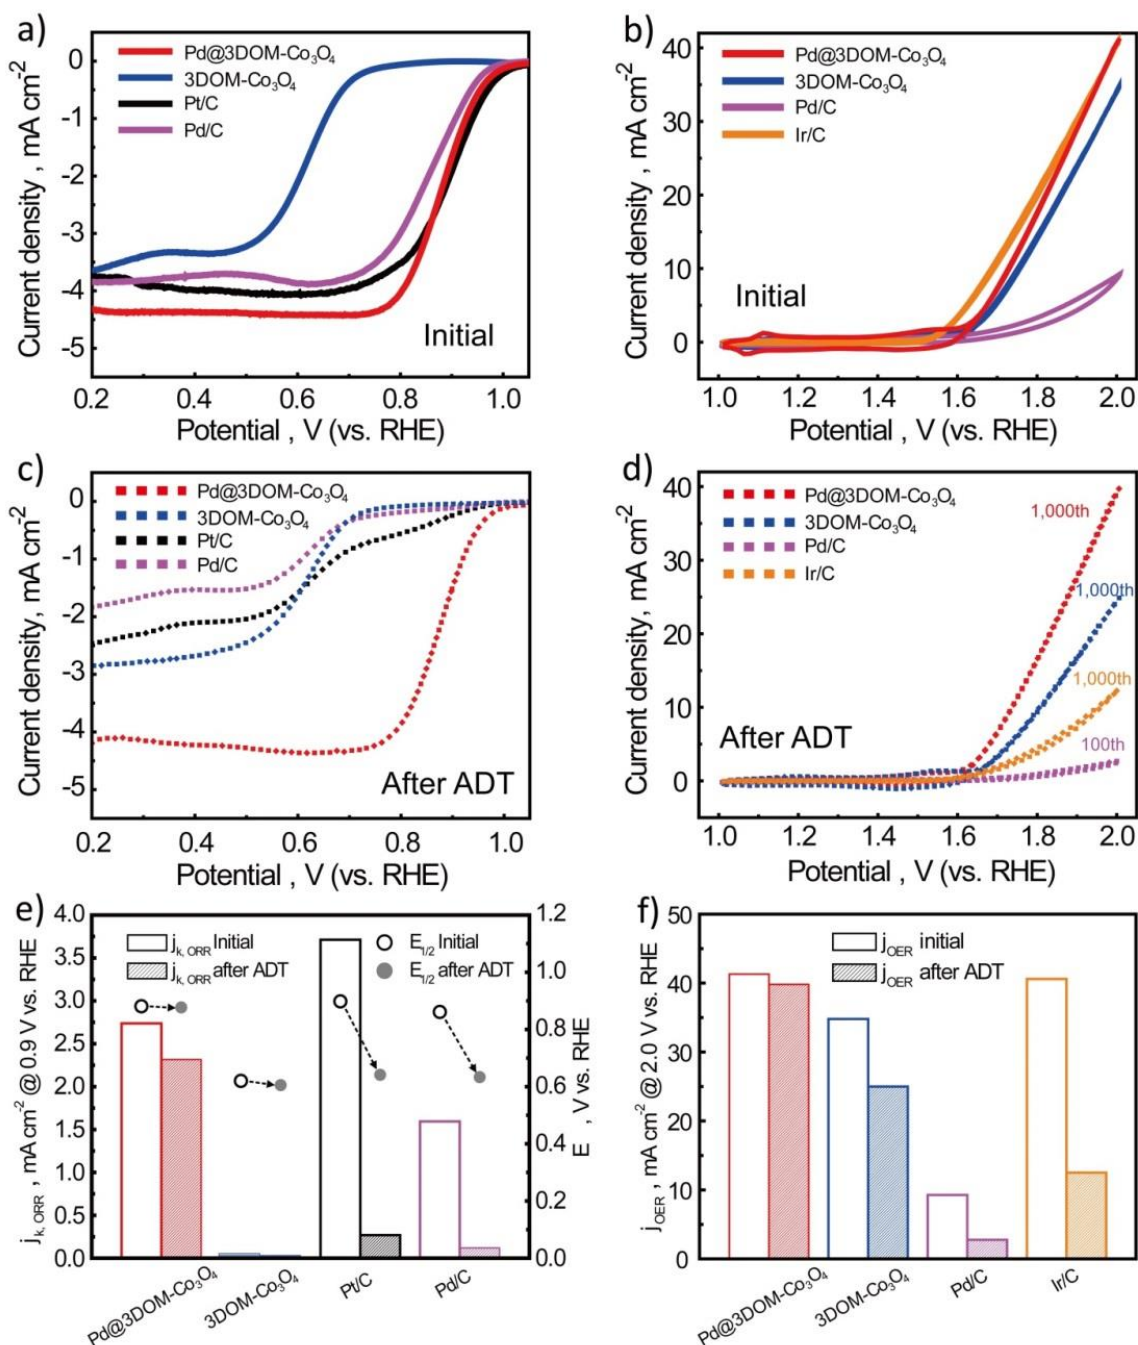 a)
Pd@3DOM-Co₃O₄
3DOM-Co₃O₄
Pt/C
Pd/C
Initial
0
-1
-2
-3
-4
-5
Current density , mA cm⁻²
0.2 0.4 0.6 0.8 1.0
Potential , V (vs. RHE)
b)
Pd@3DOM-Co₃O₄
3DOM-Co₃O₄
Pd/C
Ir/C
Initial
40
30
20
10
0
Current density , mA cm⁻²
1.0 1.2 1.4 1.6 1.8 2.0
Potential , V (vs. RHE)
c)
Pd@3DOM-Co₃O₄
3DOM-Co₃O₄
Pt/C
Pd/C
After ADT
0
-1
-2
-3
-4
-5
Current density, mA cm⁻²
0.2 0.4 0.6 0.8 1.0
Potential , V (vs. RHE)
d)
Pd@3DOM-Co₃O₄
3DOM-Co₃O₄
Pd/C
Ir/C
1,000th
1,000th
1,000th
100th
After ADT
40
30
20
10
0
Current density, mA cm⁻²
1.0 1.2 1.4 1.6 1.8 2.0
Potential , V (vs. RHE)
e)
j_k, ORR Initial
j_k, ORR after ADT
E_1/2 Initial
E_1/2 after ADT
4.0
3.5
3.0
2.5
2.0
1.5
1.0
0.5
0.0
j_k, ORR , mA cm⁻² @ 0.9 V vs. RHE
1.2
1.0
0.8
0.6
0.4
0.2
0.0
E , V vs. RHE
Pd@3DOM-Co₃O₄
3DOM-Co₃O₄
Pt/C
Pd/C
f)
j_OER initial
j_OER after ADT
50
40
30
20
10
0
j_OER , mA cm⁻² @ 2.0 V vs. RHE
Pd@3DOM-Co₃O₄
3DOM-Co₃O₄
Pd/C
Ir/C